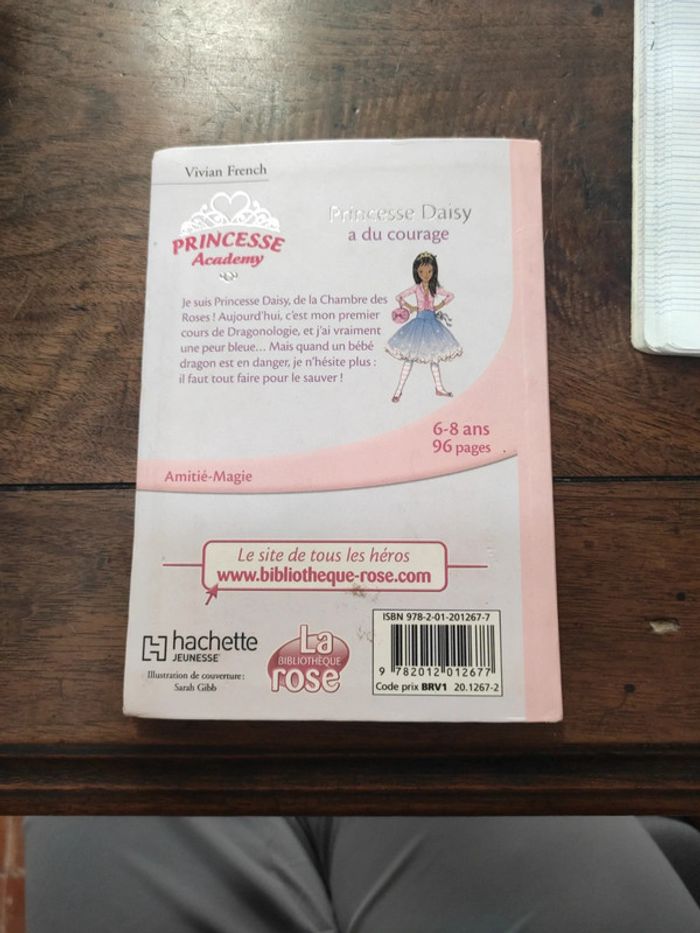 Vivian French
PRINCESSE
Academy
Princesse Daisy
a du courage
Je suis Princesse Daisy, de la Chambre des
Roses ! Aujourd'hui, c'est mon premier
cours de Dragonologie, et j'ai vraiment
une peur bleue... Mais quand un bébé
dragon est en danger, je n'hésite plus :
il faut tout faire pour le sauver !
6-8 ans
96 pages
Amitié-Magie
Le site de tous les héros
www.bibliotheque-rose.com
hachette
JEUNESSE
Illustration de couverture :
Sarah Gibb
La
BIBLIOTHÈQUE
rose
ISBN 978-2-01-201267-7
9 782012 012677
Code prix BRV1 20.1267-2